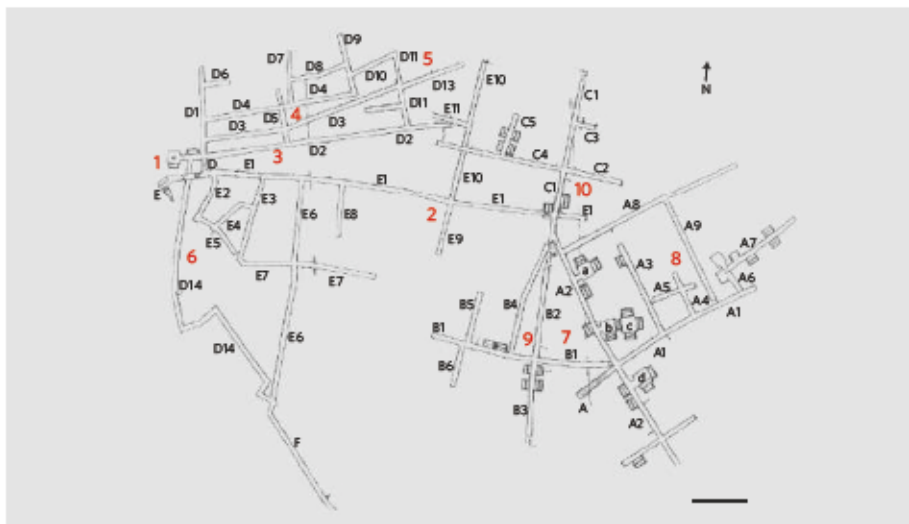 D9
D7
D11 5
D8
D6 D10
E10
D4 D13
C1
D1 D4 D11
N
D5 4 E11 C5
D3 D3 C3
3 D2 D2
1 D E1 C4 C2
E
E1 E10 C1 10
E2 E3 E6 2 E1 E1
E8 A8
E4 A9
E5 E9
6 A7
E7 E7 a A3 8
D14 A2 A5 A6
B5 B4 B2 A4 A1
B1 b c
D14 E6 9 7 A1
B6 B1 d
B3 A A2
F